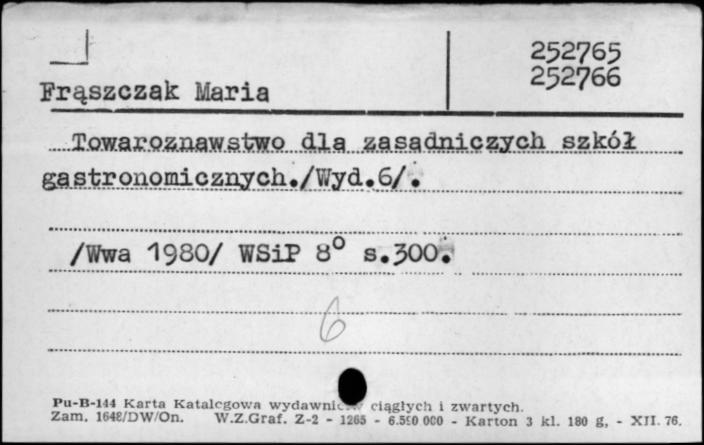 252765
252766
Frąszczak Maria
Towaroznawstwo dla zasadniczych szkół
gastronomicznych./Wyd.6/.
/Wwa 1980/ WSiP 8° s.300.
6
Pu-B-144 Karta Katalogowa wydawnictw ciągłych i zwartych.
Zam. 1648/DW/On. W.Z.Graf. Z-2 - 1265 - 6.550 000 - Karton 3 kl. 180 g, - XII. 76.